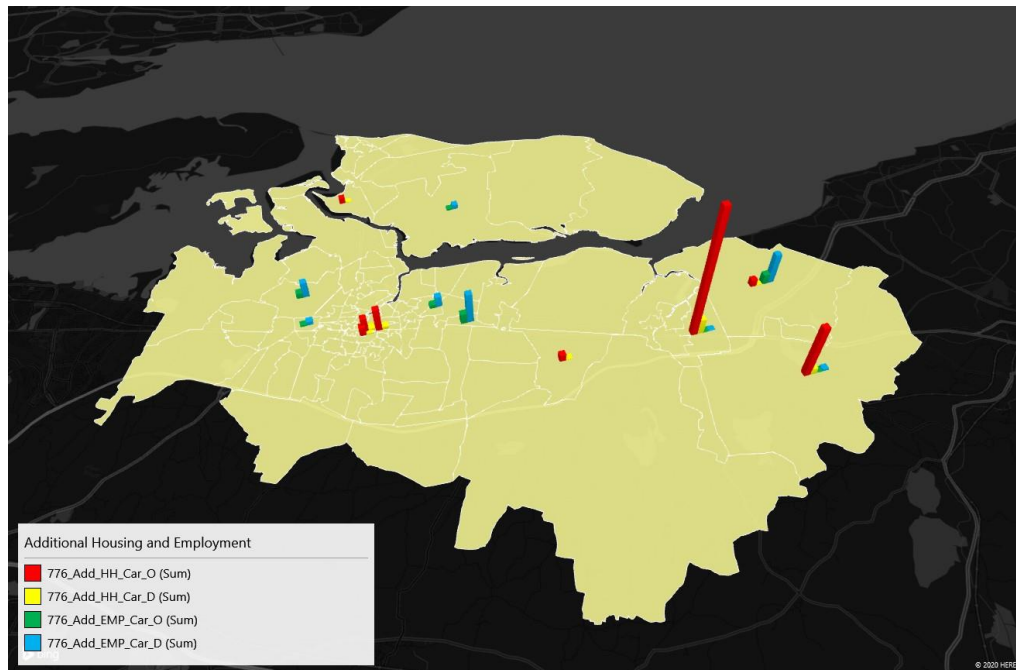 Additional Housing and Employment
776_Add_HH_Car_O (Sum)
776_Add_HH_Car_D (Sum)
776_Add_EMP_Car_O (Sum)
776_Add_EMP_Car_D (Sum)
© 2020 HERE